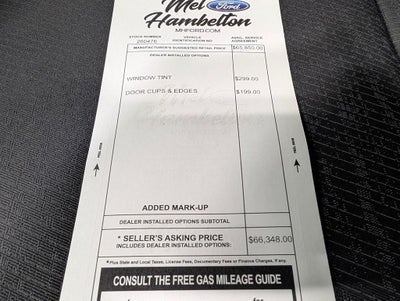 Mel Ford
Hambelton
MHFORD.COM
STOCK NUMBER VEHICLE IDENTIFICATION NO. AVAIL. SERVICE AGREEMENT
260476
MANUFACTURER'S SUGGESTED RETAIL PRICE $65,850.00
DEALER INSTALLED OPTIONS
WINDOW TINT $299.00
DOOR CUPS & EDGES $199.00
ADDED MARK-UP
DEALER INSTALLED OPTIONS SUBTOTAL
* SELLER'S ASKING PRICE $66,348.00
INCLUDES DEALER INSTALLED OPTIONS:
*Plus State and Local Taxes, License Fees, Documentary Fees or Finance Charges, if any.
CONSULT THE FREE GAS MILEAGE GUIDE